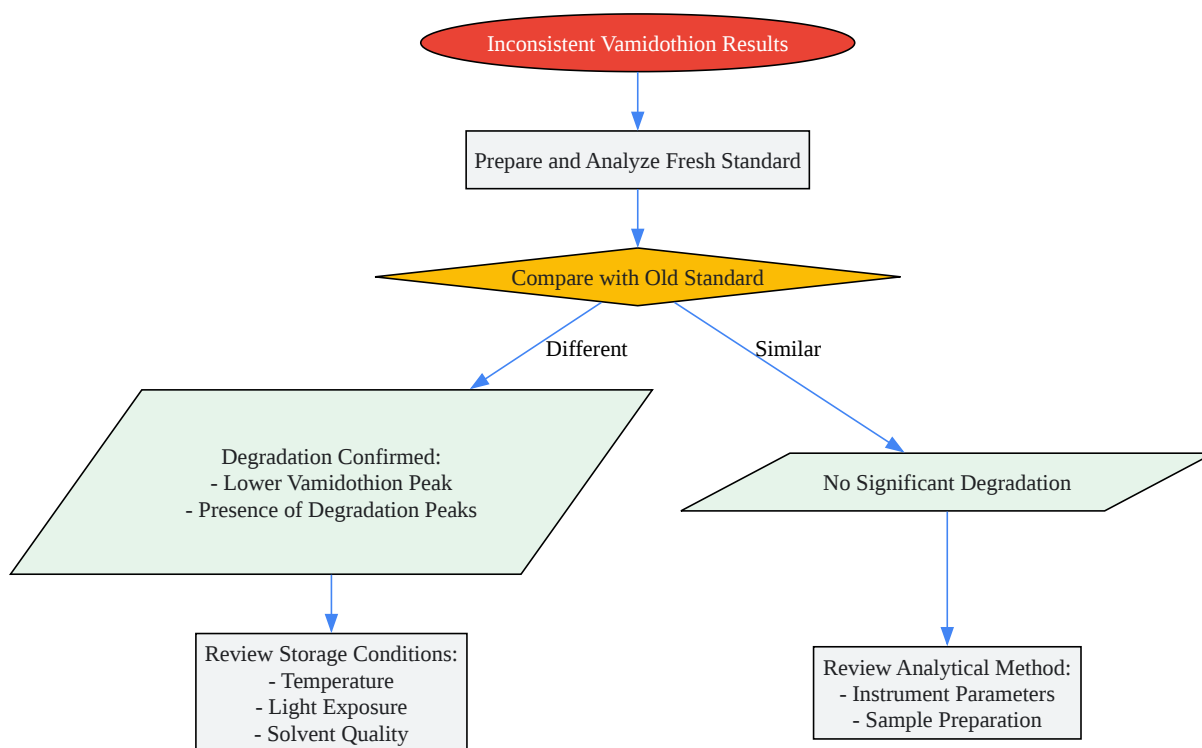 Inconsistent Vamidothion Results
Prepare and Analyze Fresh Standard
Compare with Old Standard
Different
Similar
Degradation Confirmed:
- Lower Vamidothion Peak
- Presence of Degradation Peaks
No Significant Degradation
Review Storage Conditions:
- Temperature
- Light Exposure
- Solvent Quality
Review Analytical Method:
- Instrument Parameters
- Sample Preparation